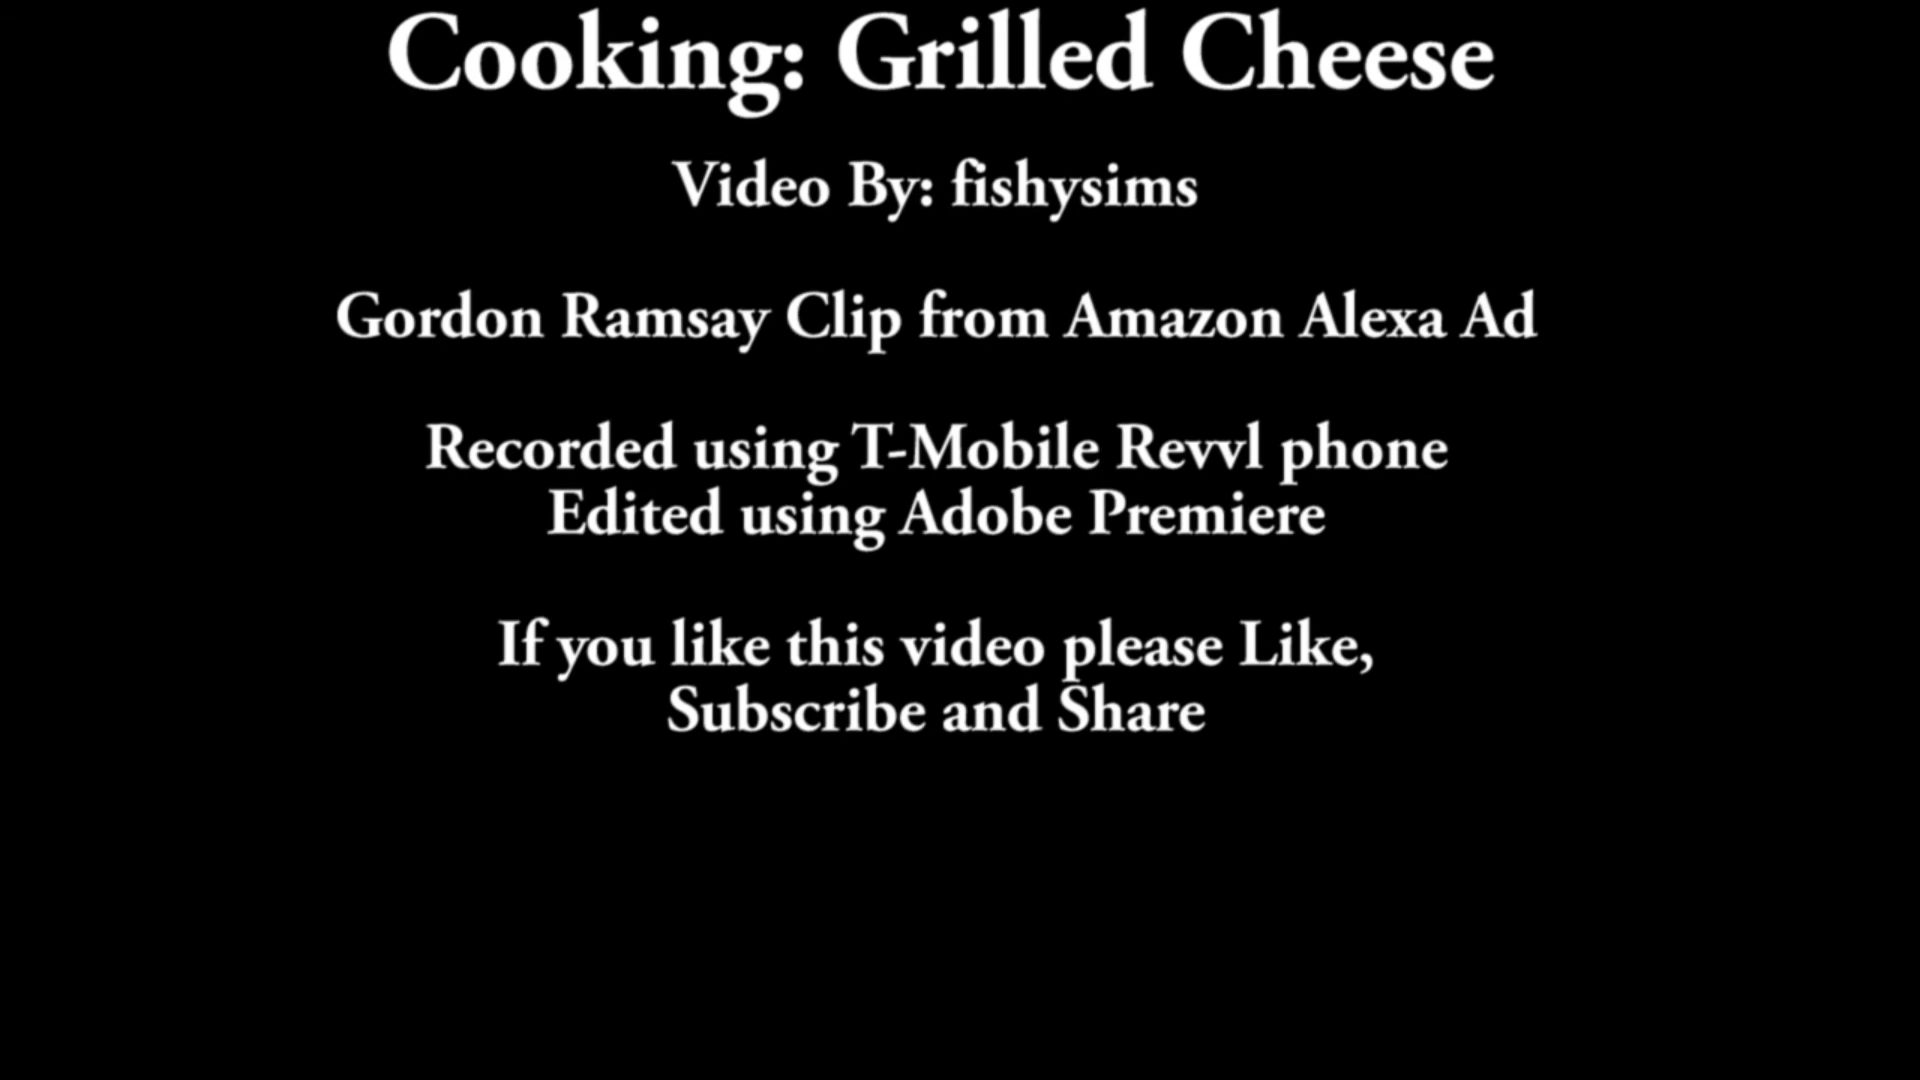 Cooking: Grilled Cheese
Video By: fishysims
Gordon Ramsay Clip from Amazon Alexa Ad
Recorded using T-Mobile Revvl phone
Edited using Adobe Premiere
If you like this video please Like,
Subscribe and Share